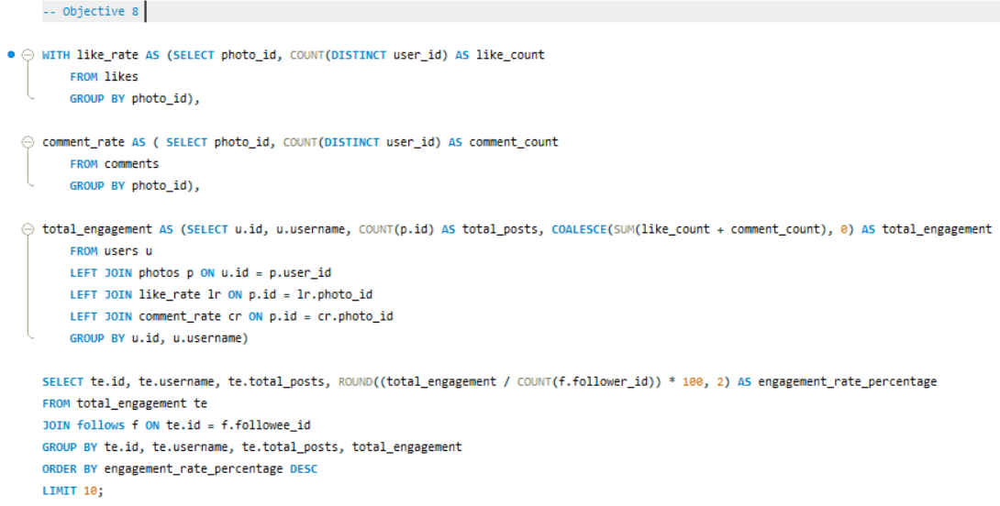 -- Objective 8
WITH like_rate AS (SELECT photo_id, COUNT(DISTINCT user_id) AS like_count
FROM likes
GROUP BY photo_id),
comment_rate AS ( SELECT photo_id, COUNT(DISTINCT user_id) AS comment_count
FROM comments
GROUP BY photo_id),
total_engagement AS (SELECT u.id, u.username, COUNT(p.id) AS total_posts, COALESCE(SUM(like_count + comment_count), 0) AS total_engagement
FROM users u
LEFT JOIN photos p ON u.id = p.user_id
LEFT JOIN like_rate lr ON p.id = lr.photo_id
LEFT JOIN comment_rate cr ON p.id = cr.photo_id
GROUP BY u.id, u.username)
SELECT te.id, te.username, te.total_posts, ROUND((total_engagement / COUNT(f.follower_id)) * 100, 2) AS engagement_rate_percentage
FROM total_engagement te
JOIN follows f ON te.id = f.followee_id
GROUP BY te.id, te.username, te.total_posts, total_engagement
ORDER BY engagement_rate_percentage DESC
LIMIT 10;